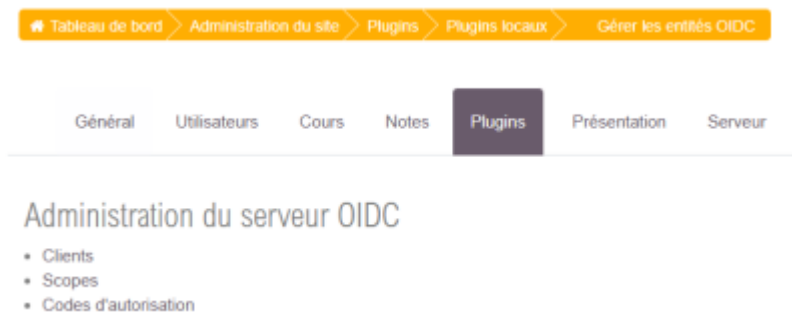 Tableau de bord Administration du site Plugins Plugins locaux Gérer les entités OIDC
Général Utilisateurs Cours Notes Plugins Présentation Serveur
Administration du serveur OIDC
• Clients
• Scopes
• Codes d'autorisation